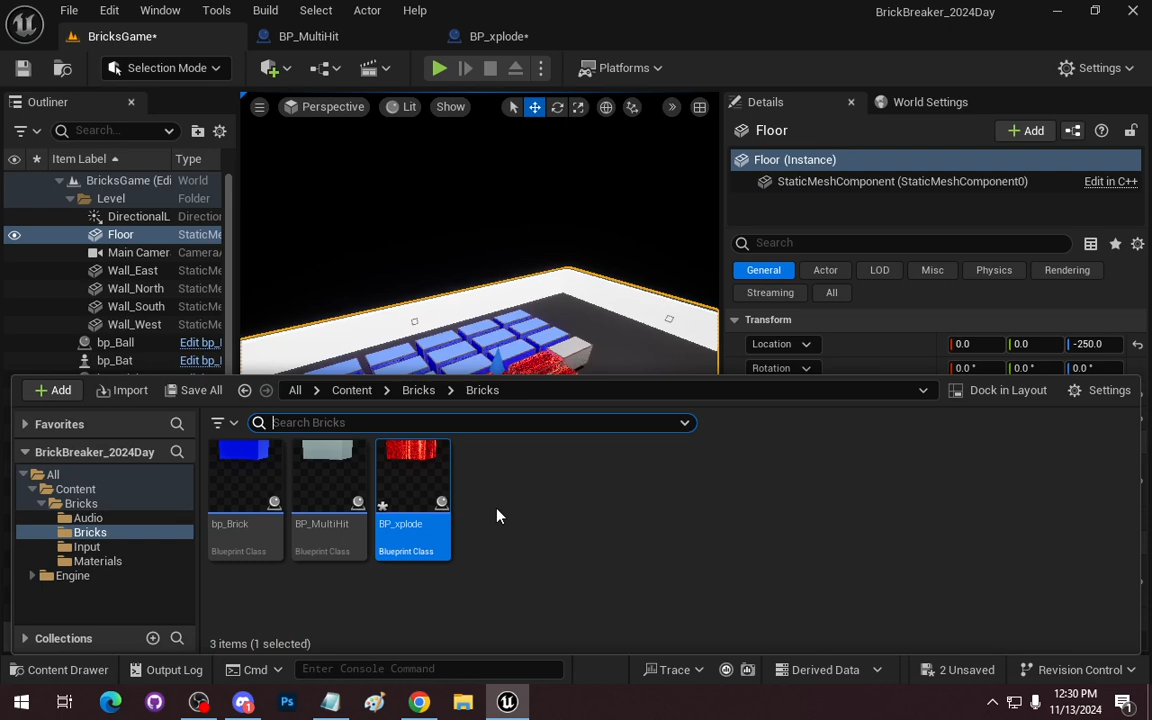 File Edit Window Tools Build Select Actor Help
BrickBreaker_2024Day
BricksGame*
BP_MultiHit
BP_xplode*
Selection Mode
Platforms
Settings
Outliner
Search...
Item Label
Type
BricksGame (Edi
World
Level
Folder
DirectionalL
Direction
Floor
StaticMe
Main Camer
CameraA
Wall_East
StaticMe
Wall_North
StaticMe
Wall_South
StaticMe
Wall_West
StaticMe
bp_Ball
Edit bp_
bp_Bat
Edit bp_
Perspective
Lit
Show
Details
World Settings
Floor
Add
Floor (Instance)
StaticMeshComponent (StaticMeshComponent0)
Edit in C++
Search
General
Actor
LOD
Misc
Physics
Rendering
Streaming
All
Transform
Location
0.0
0.0
-250.0
Rotation
0.0 °
0.0 °
0.0 °
Add
Import
Save All
All
Content
Bricks
Bricks
Dock in Layout
Settings
Favorites
BrickBreaker_2024Day
All
Content
Bricks
Audio
Bricks
Input
Materials
Engine
Collections
Search Bricks
bp_Brick
Blueprint Class
BP_MultiHit
Blueprint Class
BP_xplode
Blueprint Class
3 items (1 selected)
Content Drawer
Output Log
Cmd
Enter Console Command
Trace
Derived Data
2 Unsaved
Revision Control
Ps
12:30 PM
11/13/2024
1